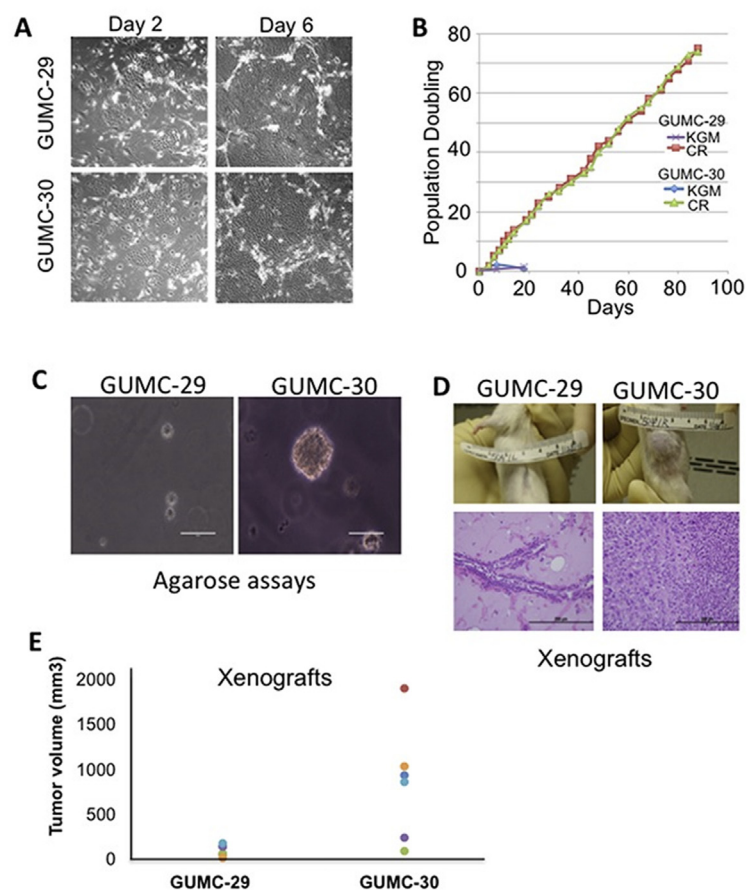 A
Day 2 Day 6
GUMC-29
GUMC-30
B
80
60
40
20
0
Population Doubling
GUMC-29
KGM
CR
GUMC-30
KGM
CR
0 20 40 60 80 100
Days
C
GUMC-29 GUMC-30
Agarose assays
D
GUMC-29 GUMC-30
Xenografts
E
Xenografts
Tumor volume (mm3)
2000
1500
1000
500
0
GUMC-29 GUMC-30